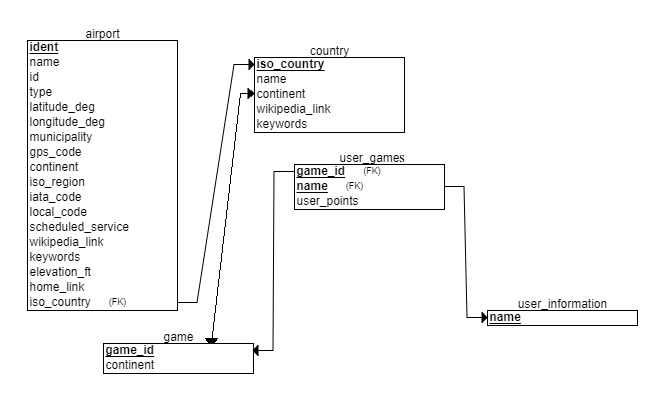 airport
ident
name
id
type
latitude_deg
longitude_deg
municipality
gps_code
continent
iso_region
iata_code
local_code
scheduled_service
wikipedia_link
keywords
elevation_ft
home_link
iso_country (FK)
country
iso_country
name
continent
wikipedia_link
keywords
user_games
game_id (FK)
name (FK)
user_points
user_information
name
game
game_id
continent